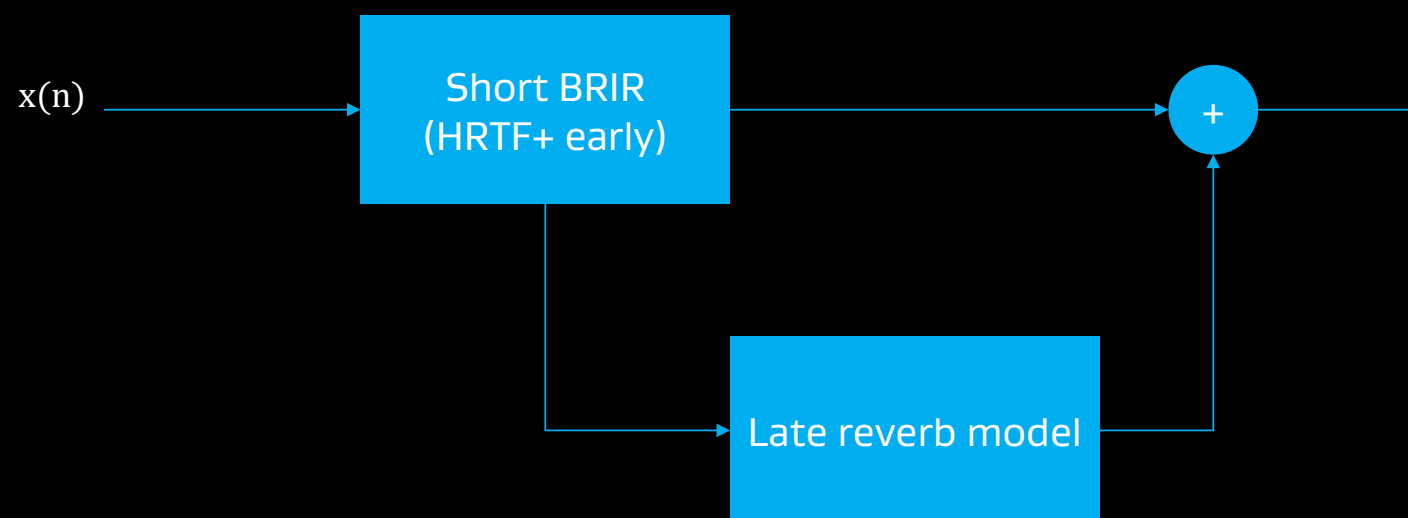 x(n)
Short BRIR
(HRTF+ early)
+
Late reverb model